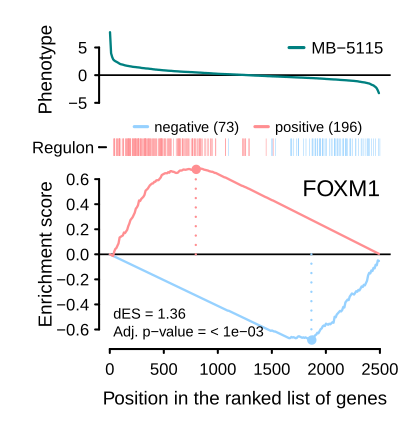 Phenotype
5
0
−5
MB−5115
negative (73) positive (196)
Regulon
Enrichment score
0.6
0.4
0.2
0.0
−0.2
−0.4
−0.6
FOXM1
dES = 1.36
Adj. p−value = < 1e−03
0 500 1000 1500 2000 2500
Position in the ranked list of genes